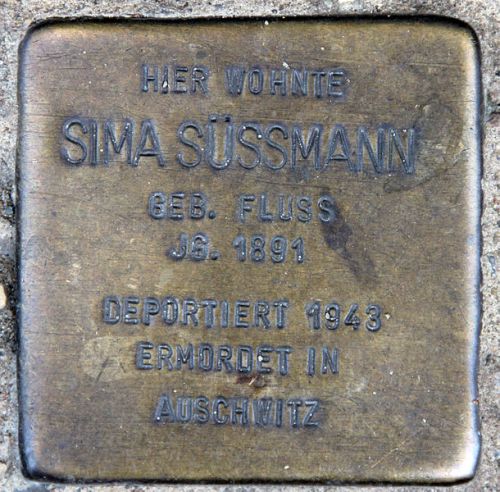 HIER WOHNTE
SIMA SÜSSMANN
GEB. FLUSS
JG. 1891
DEPORTIERT 1943
ERMORDET IN
AUSCHWITZ